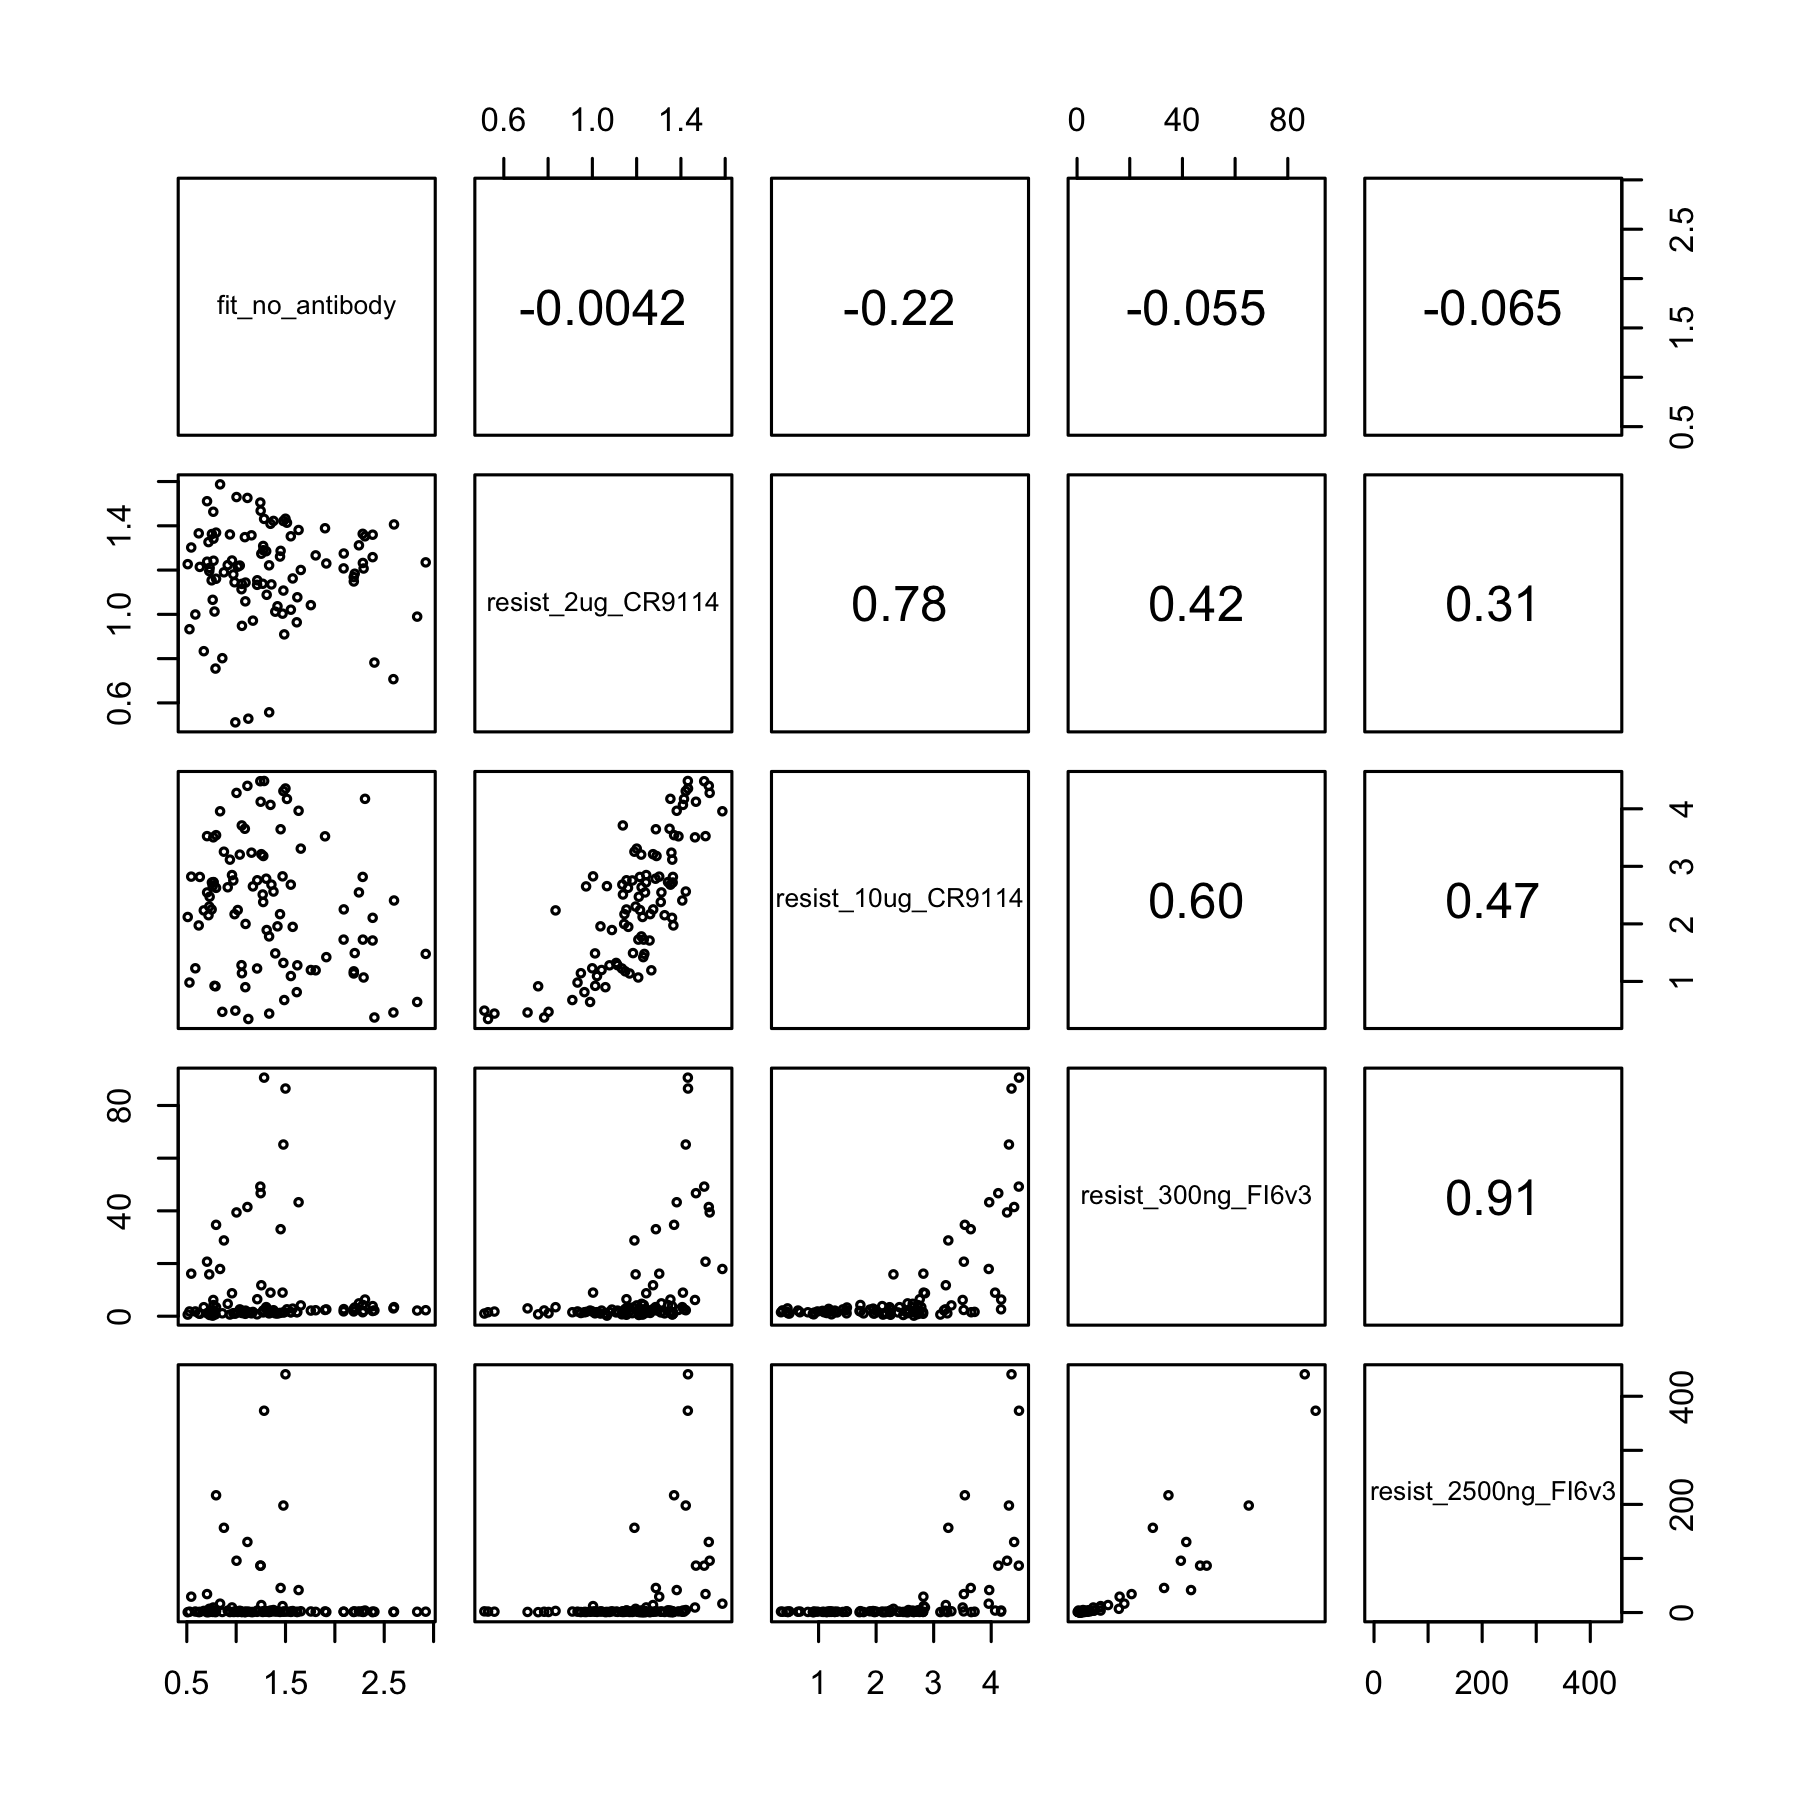 0.6 1.0 1.4 0 40 80
fit_no_antibody -0.0042 -0.22 -0.055 -0.065 0.5 1.5 2.5
0.6 1.0 1.4 resist_2ug_CR9114 0.78 0.42 0.31
resist_10ug_CR9114 0.60 0.47 1 2 3 4
0 40 80 resist_300ng_FI6v3 0.91
resist_2500ng_FI6v3 0 200 400
0.5 1.5 2.5 1 2 3 4 0 200 400